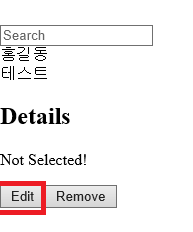 Search
홍길동
테스트
Details
Not Selected!
Edit Remove